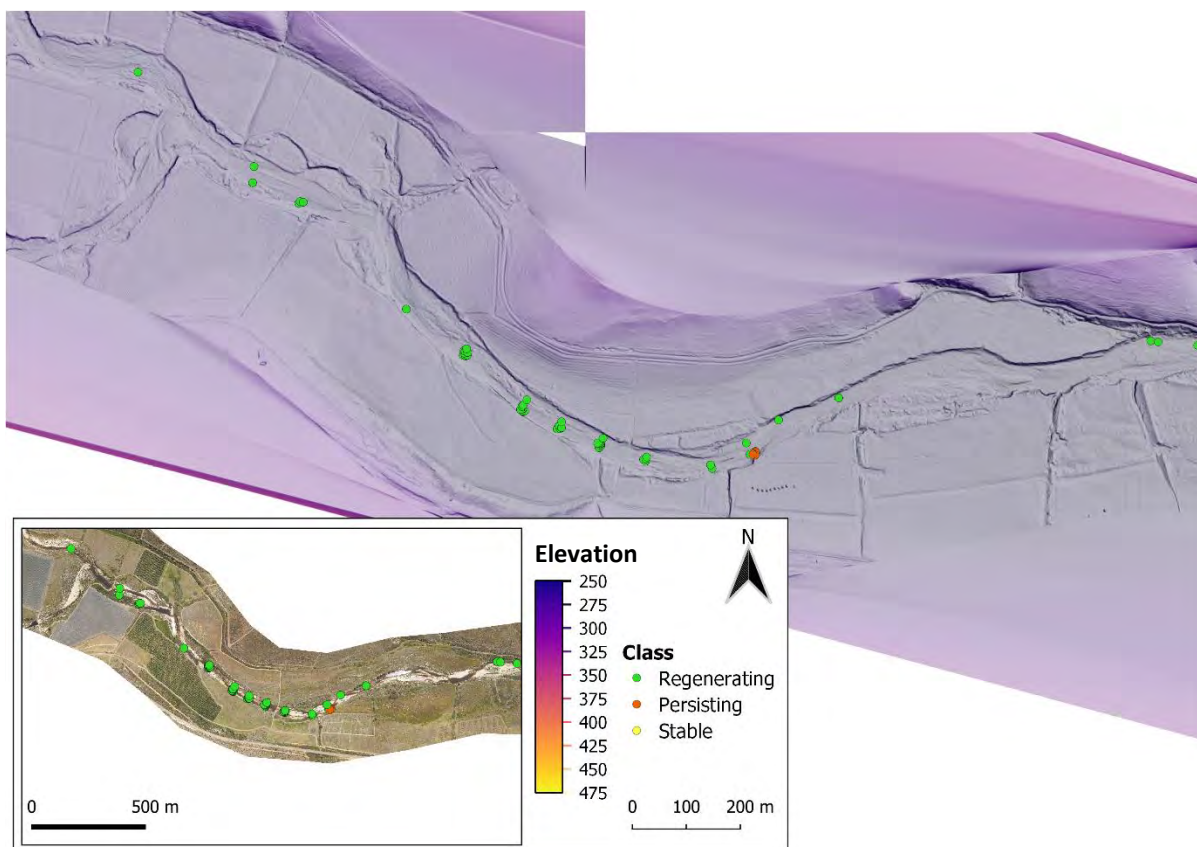 Elevation
250
275
300
325
350
375
400
425
450
475
N
Class
Regenerating
Persisting
Stable
0 100 200 m
0 500 m